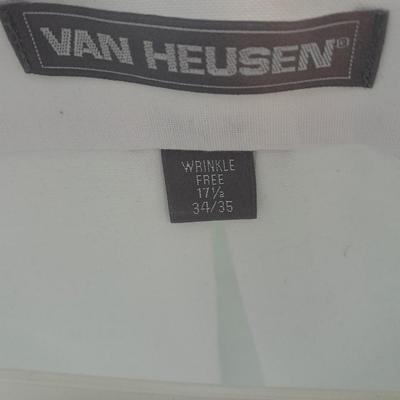 VAN HEUSEN®
WRINKLE
FREE
17½
34/35